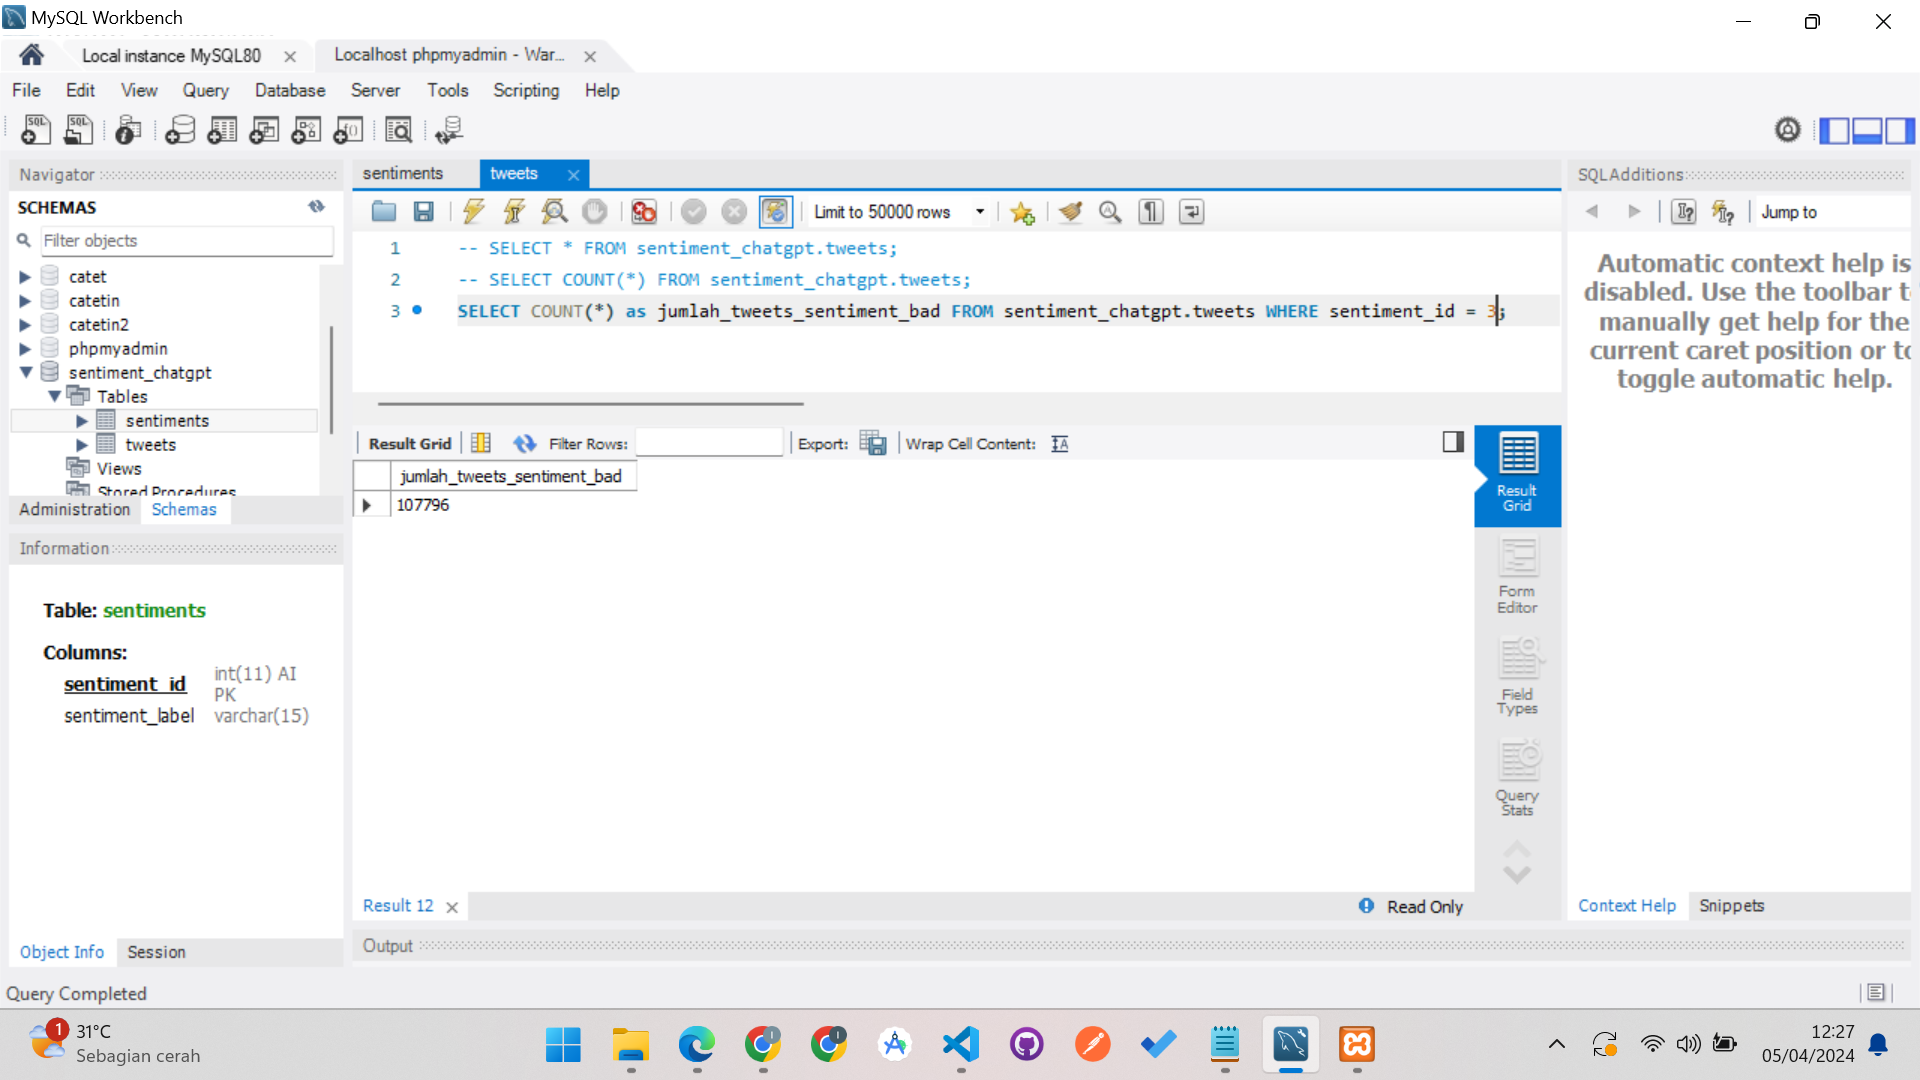 MySQL Workbench
Local instance MySQL80
Localhost phpmyadmin - War...
File Edit View Query Database Server Tools Scripting Help
Navigator
SCHEMAS
Filter objects
catet
catetin
catetin2
phpmyadmin
sentiment_chatgpt
Tables
sentiments
tweets
Views
Stored Procedures
Administration Schemas
Information
Table: sentiments
Columns:
sentiment_id int(11) AI PK
sentiment_label varchar(15)
Object Info Session
Query Completed
sentiments tweets
Limit to 50000 rows
1 -- SELECT * FROM sentiment_chatgpt.tweets;
2 -- SELECT COUNT(*) FROM sentiment_chatgpt.tweets;
3 SELECT COUNT(*) as jumlah_tweets_sentiment_bad FROM sentiment_chatgpt.tweets WHERE sentiment_id = 3;
Result Grid Filter Rows: Export: Wrap Cell Content:
jumlah_tweets_sentiment_bad
107796
Result Grid
Form Editor
Field Types
Query Stats
Result 12 Read Only
Output
SQLAdditions
Jump to
Automatic context help is
disabled. Use the toolbar t
manually get help for the
current caret position or to
toggle automatic help.
Context Help Snippets
1
31°C
Sebagian cerah
12:27
05/04/2024